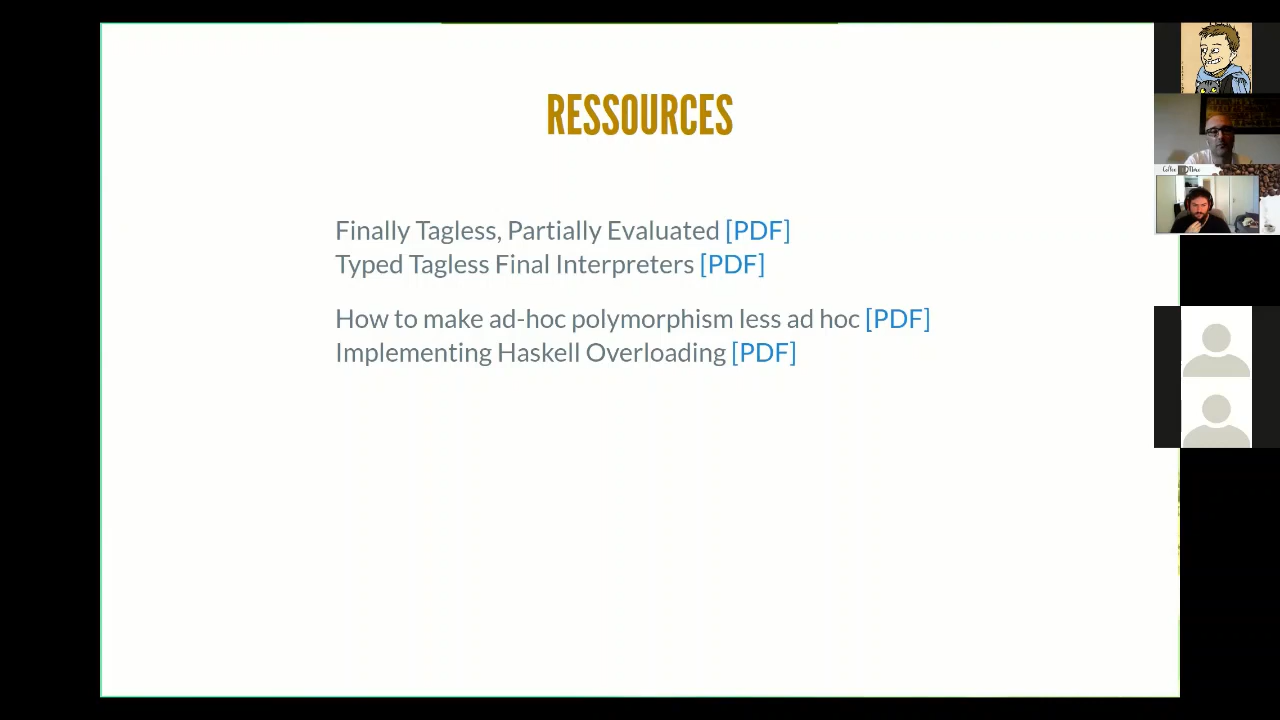 RESSOURCES
Finally Tagless, Partially Evaluated [PDF]
Typed Tagless Final Interpreters [PDF]
How to make ad-hoc polymorphism less ad hoc [PDF]
Implementing Haskell Overloading [PDF]